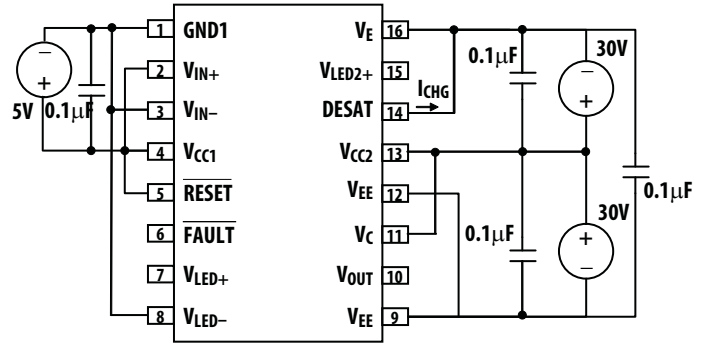 1 GND1
2 VIN+
3 VIN–
4 VCC1
5 RESET
6 FAULT
7 VLED+
8 VLED–
VE 16
VLED2+ 15
DESAT 14
VCC2 13
VEE 12
VC 11
VOUT 10
VEE 9
–
+
5V 0.1μF
ICHG
0.1μF
30V
–
+
0.1μF
30V
+
–
0.1μF